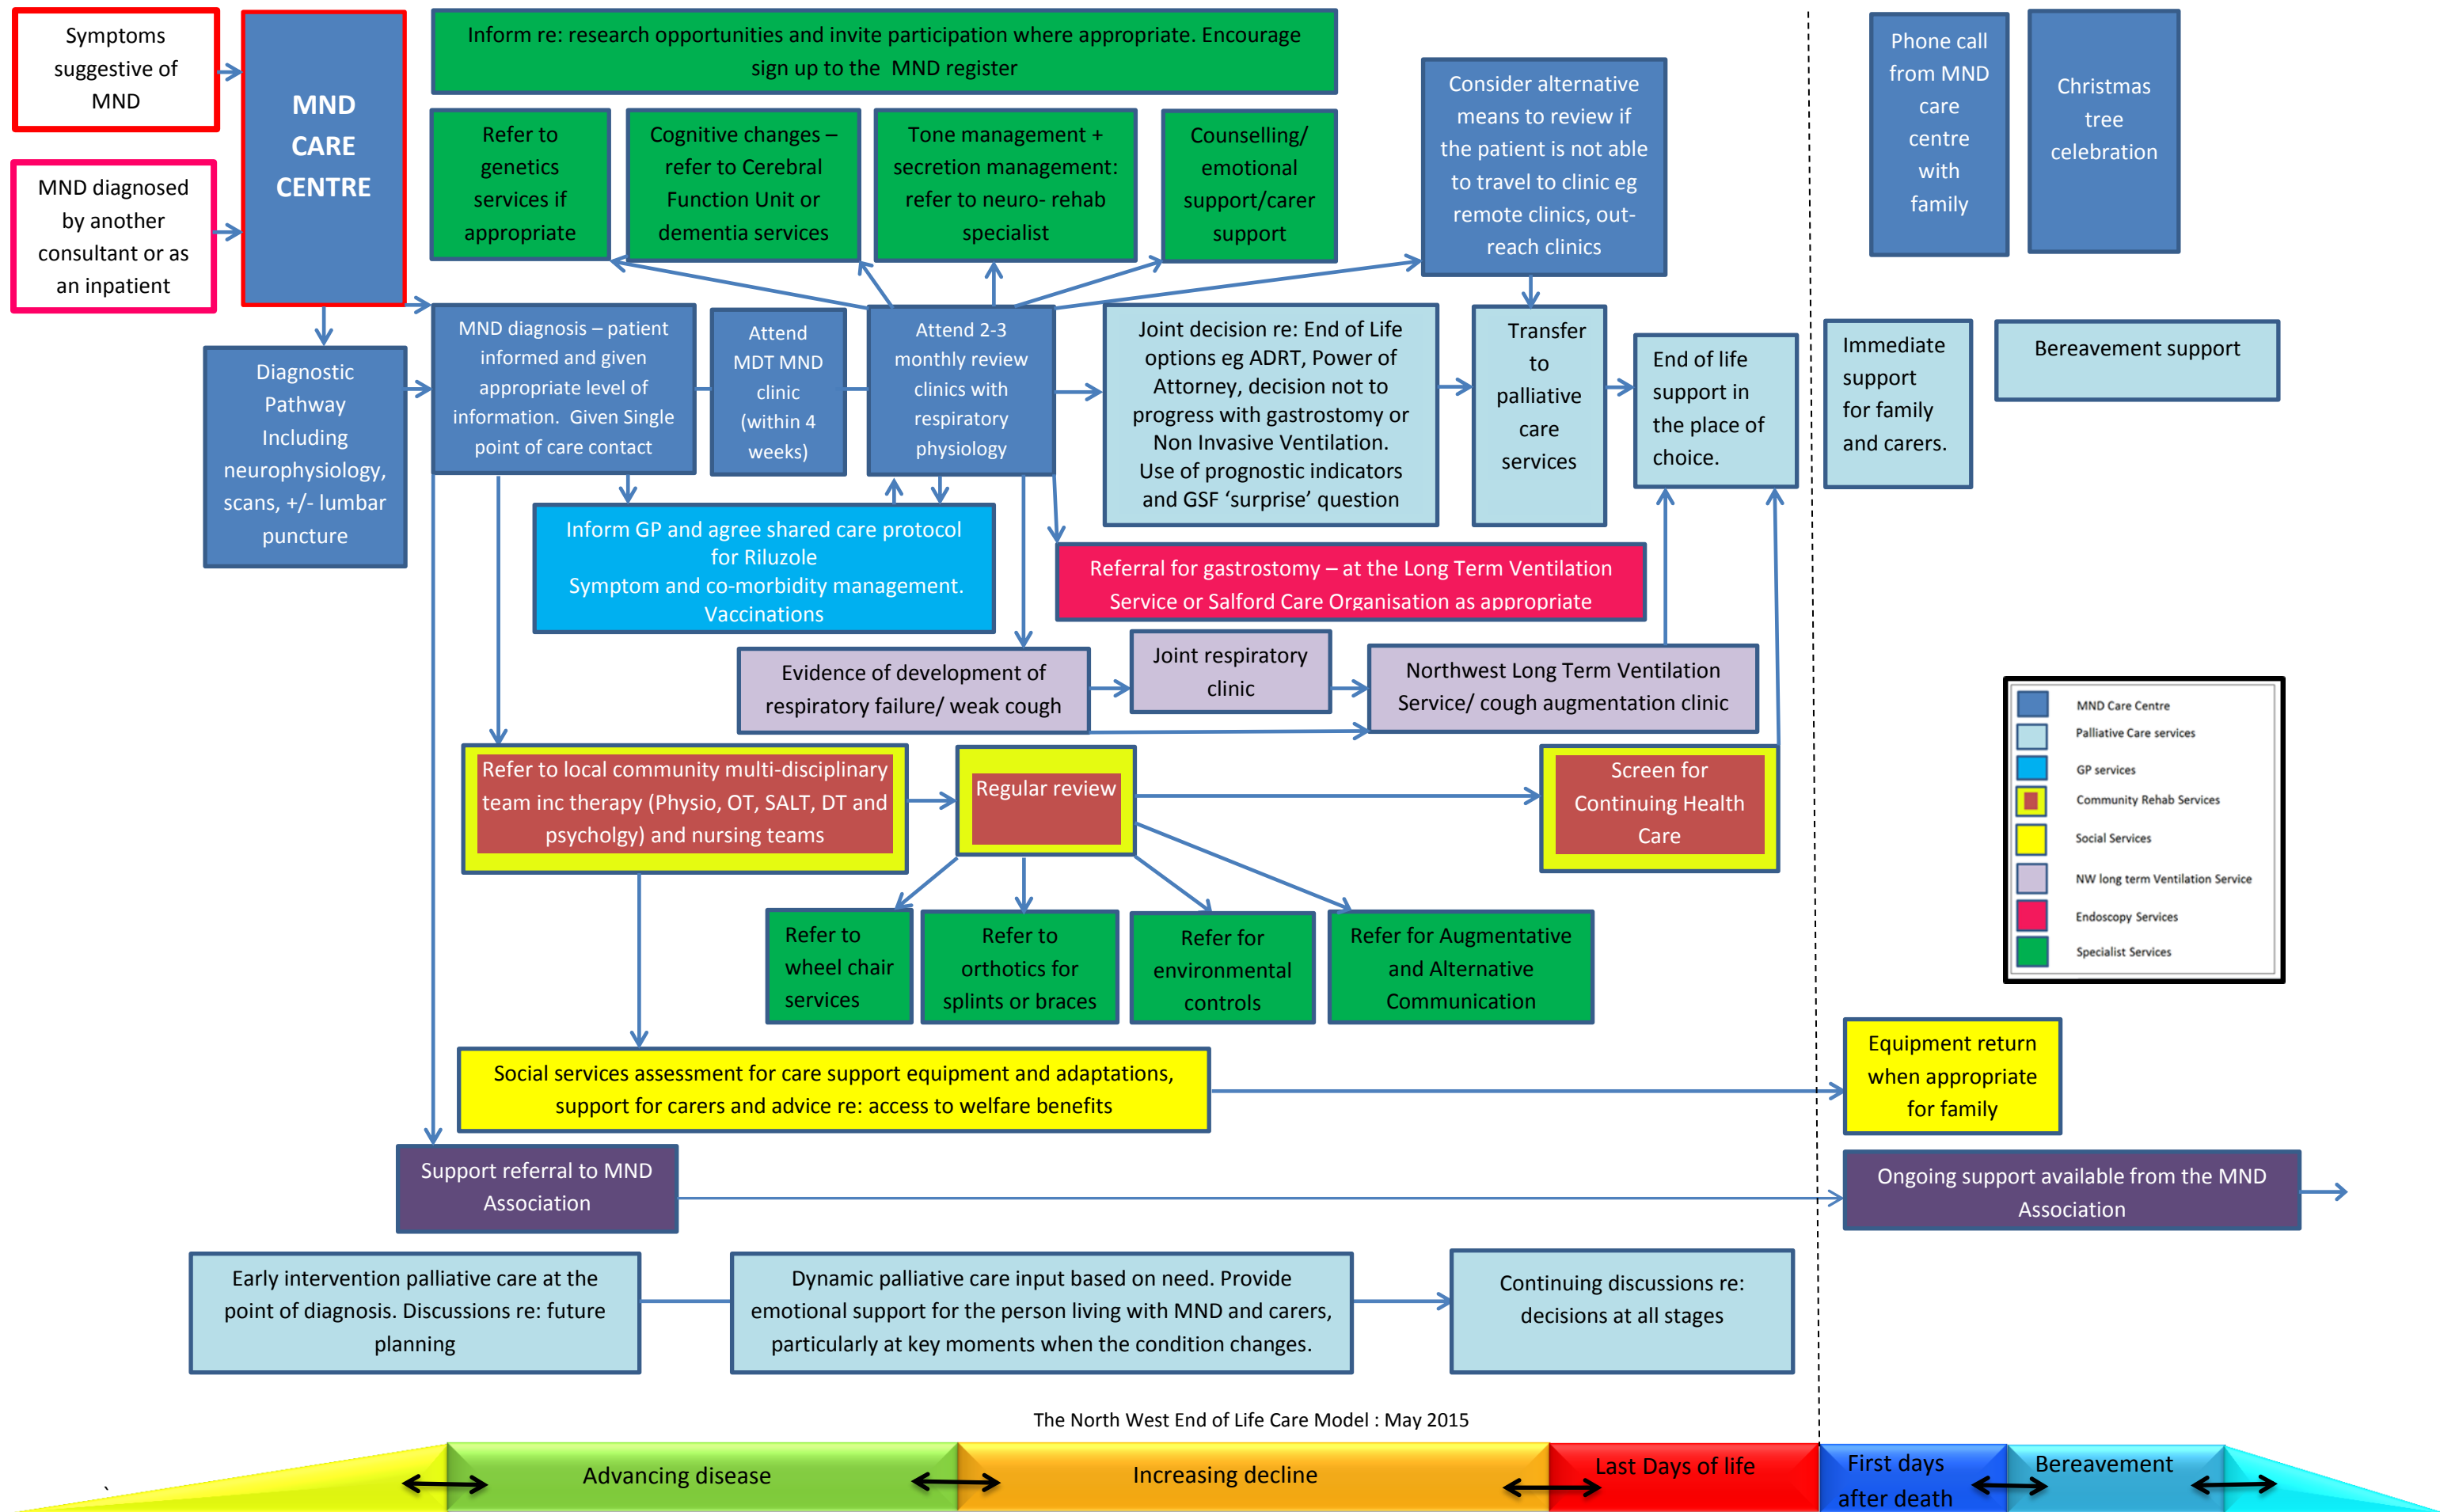 Symptoms
suggestive of
MND
MND diagnosed
by another
consultant or as
an inpatient
MND
CARE
CENTRE
Inform re: research opportunities and invite participation where appropriate. Encourage
sign up to the  MND register
Refer to
genetics
services if
appropriate
Cognitive changes –
refer to Cerebral
Function Unit or
dementia services
Tone management +
secretion management:
refer to neuro- rehab
specialist
Counselling/
emotional
support/carer
support
Consider alternative
means to review if
the patient is not able
to travel to clinic eg
remote clinics, out-
reach clinics
Phone call
from MND
care
centre
with
family
Christmas
tree
celebration
Diagnostic
Pathway
Including
neurophysiology,
scans, +/- lumbar
puncture
MND diagnosis – patient
informed and given
appropriate level of
information.  Given Single
point of care contact
Attend
MDT MND
clinic
(within 4
weeks)
Attend 2-3
monthly review
clinics with
respiratory
physiology
Joint decision re: End of Life
options eg ADRT, Power of
Attorney, decision not to
progress with gastrostomy or
Non Invasive Ventilation.
Use of prognostic indicators
and GSF ‘surprise’ question
Transfer
to
palliative
care
services
End of life
support in
the place of
choice.
Immediate
support
for family
and carers.
Bereavement support
Inform GP and agree shared care protocol
for Riluzole
Symptom and co-morbidity management.
Vaccinations
Referral for gastrostomy – at the Long Term Ventilation
Service or Salford Care Organisation as appropriate
Evidence of development of
respiratory failure/ weak cough
Joint respiratory
clinic
Northwest Long Term Ventilation
Service/ cough augmentation clinic
MND Care Centre
Palliative Care services
GP services
Community Rehab Services
Social Services
NW long term Ventilation Service
Endoscopy Services
Specialist Services
Refer to local community multi-disciplinary
team inc therapy (Physio, OT, SALT, DT and
psycholgy) and nursing teams
Regular review
Screen for
Continuing Health
Care
Refer to
wheel chair
services
Refer to
orthotics for
splints or braces
Refer for
environmental
controls
Refer for Augmentative
and Alternative
Communication
Social services assessment for care support equipment and adaptations,
support for carers and advice re: access to welfare benefits
Equipment return
when appropriate
for family
Support referral to MND
Association
Ongoing support available from the MND
Association
Early intervention palliative care at the
point of diagnosis. Discussions re: future
planning
Dynamic palliative care input based on need. Provide
emotional support for the person living with MND and carers,
particularly at key moments when the condition changes.
Continuing discussions re:
decisions at all stages
The North West End of Life Care Model : May 2015
`
Advancing disease
Increasing decline
Last Days of life
First days
after death
Bereavement